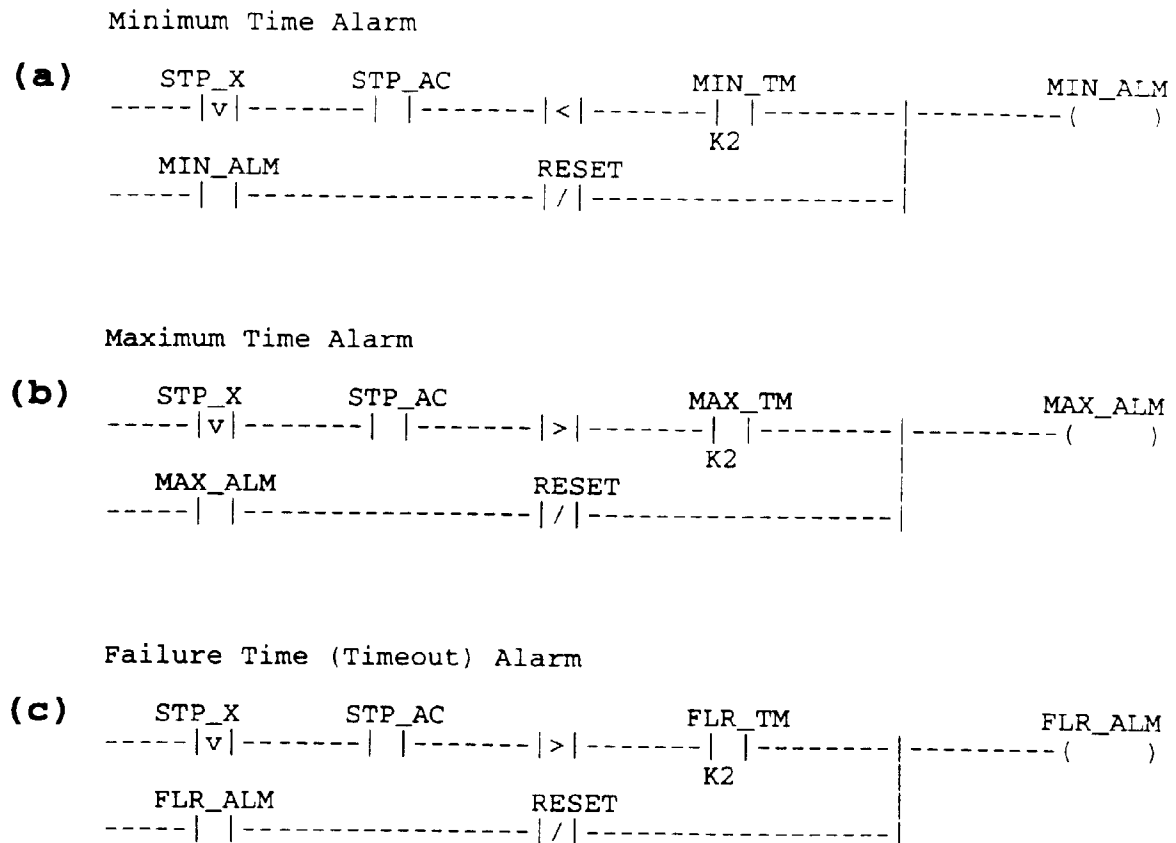 Minimum Time Alarm
(a)
STP_X STP_AC MIN_TM MIN_ALM
-----|v|-------| |-------|<|-------| |--------|---------( )
K2
MIN_ALM RESET
-----| |-----------------|/|------------------|
Maximum Time Alarm
(b)
STP_X STP_AC MAX_TM MAX_ALM
-----|v|-------| |-------|>|-------| |--------|---------( )
K2
MAX_ALM RESET
-----| |-----------------|/|------------------|
Failure Time (Timeout) Alarm
(c)
STP_X STP_AC FLR_TM FLR_ALM
-----|v|-------| |-------|>|-------| |--------|---------( )
K2
FLR_ALM RESET
-----| |-----------------|/|------------------|